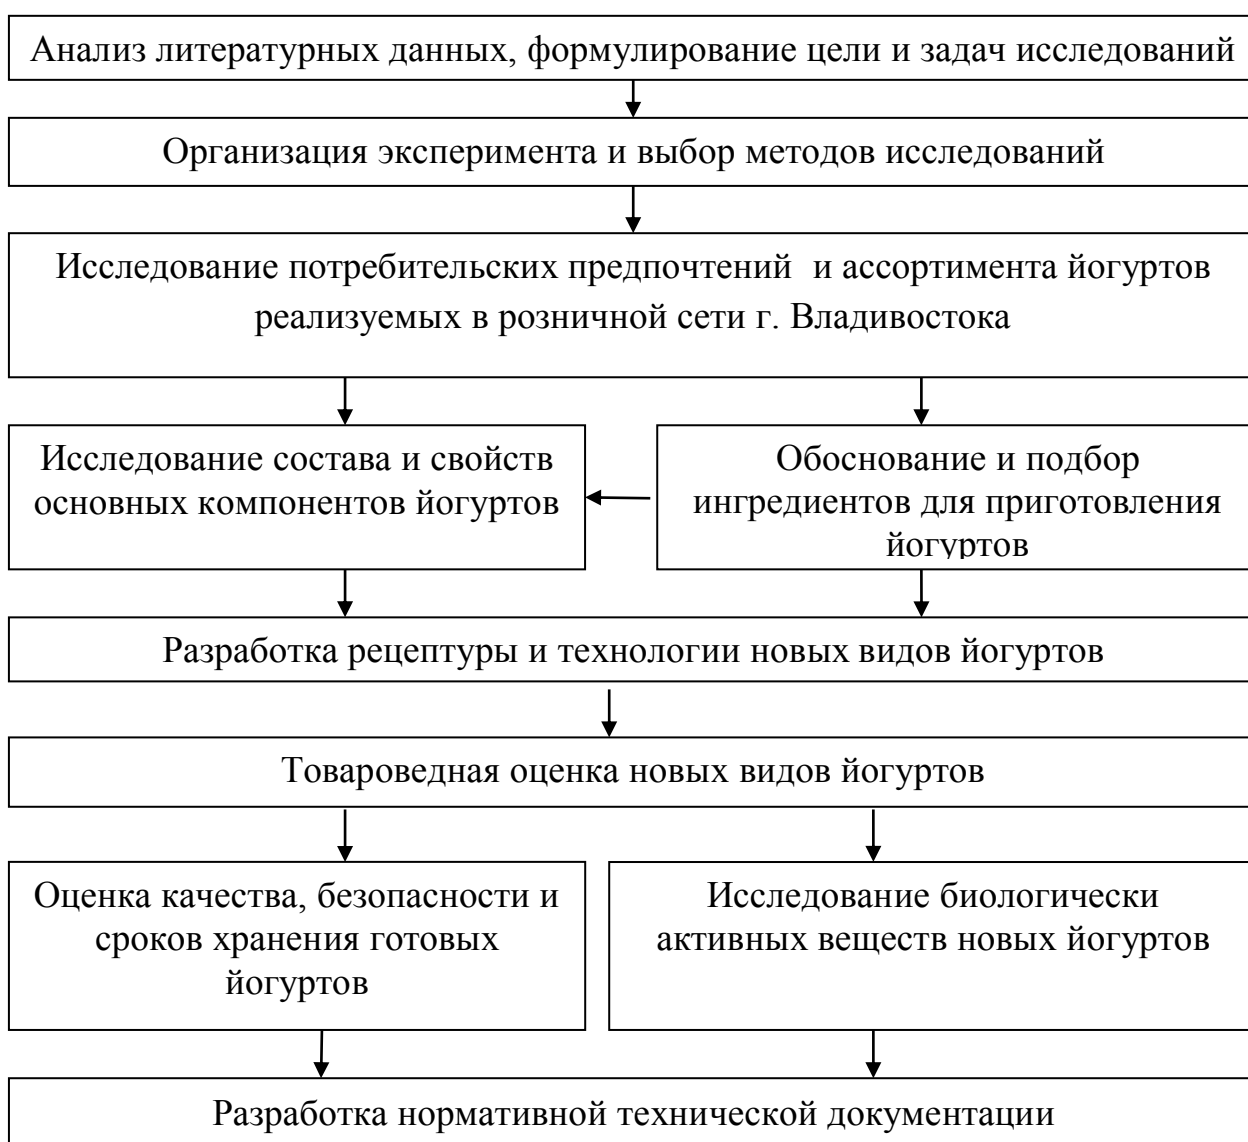 Анализ литературных данных, формулирование цели и задач исследований
Организация эксперимента и выбор методов исследований
Исследование потребительских предпочтений и ассортимента йогуртов
реализуемых в розничной сети г. Владивостока
Исследование состава и свойств
основных компонентов йогуртов
Обоснование и подбор
ингредиентов для приготовления
йогуртов
Разработка рецептуры и технологии новых видов йогуртов
Товароведная оценка новых видов йогуртов
Оценка качества, безопасности и
сроков хранения готовых
йогуртов
Исследование биологически
активных веществ новых йогуртов
Разработка нормативной технической документации